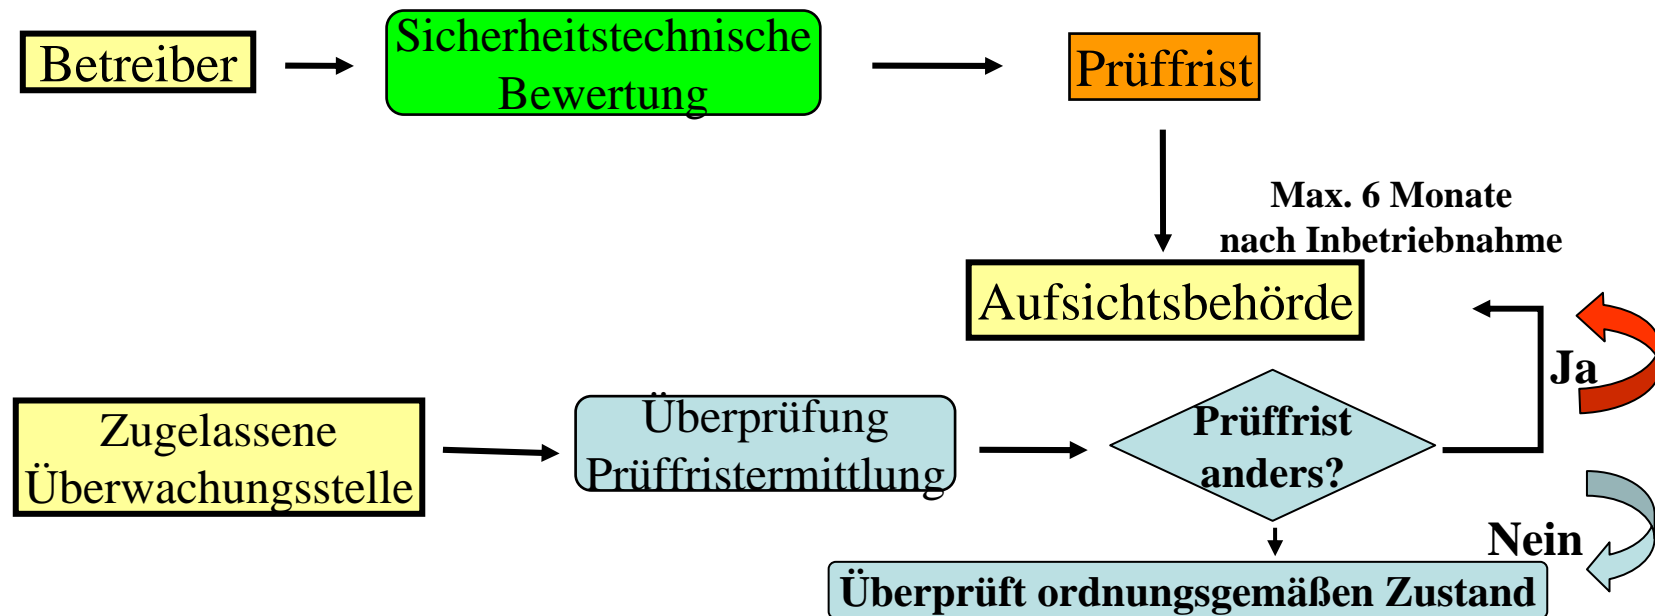 Betreiber
Sicherheitstechnische
Bewertung
Prüffrist
Max. 6 Monate
nach Inbetriebnahme
Aufsichtsbehörde
Ja
Zugelassene
Überwachungsstelle
Überprüfung
Prüffristermittlung
Prüffrist
anders?
Nein
Überprüft ordnungsgemäßen Zustand